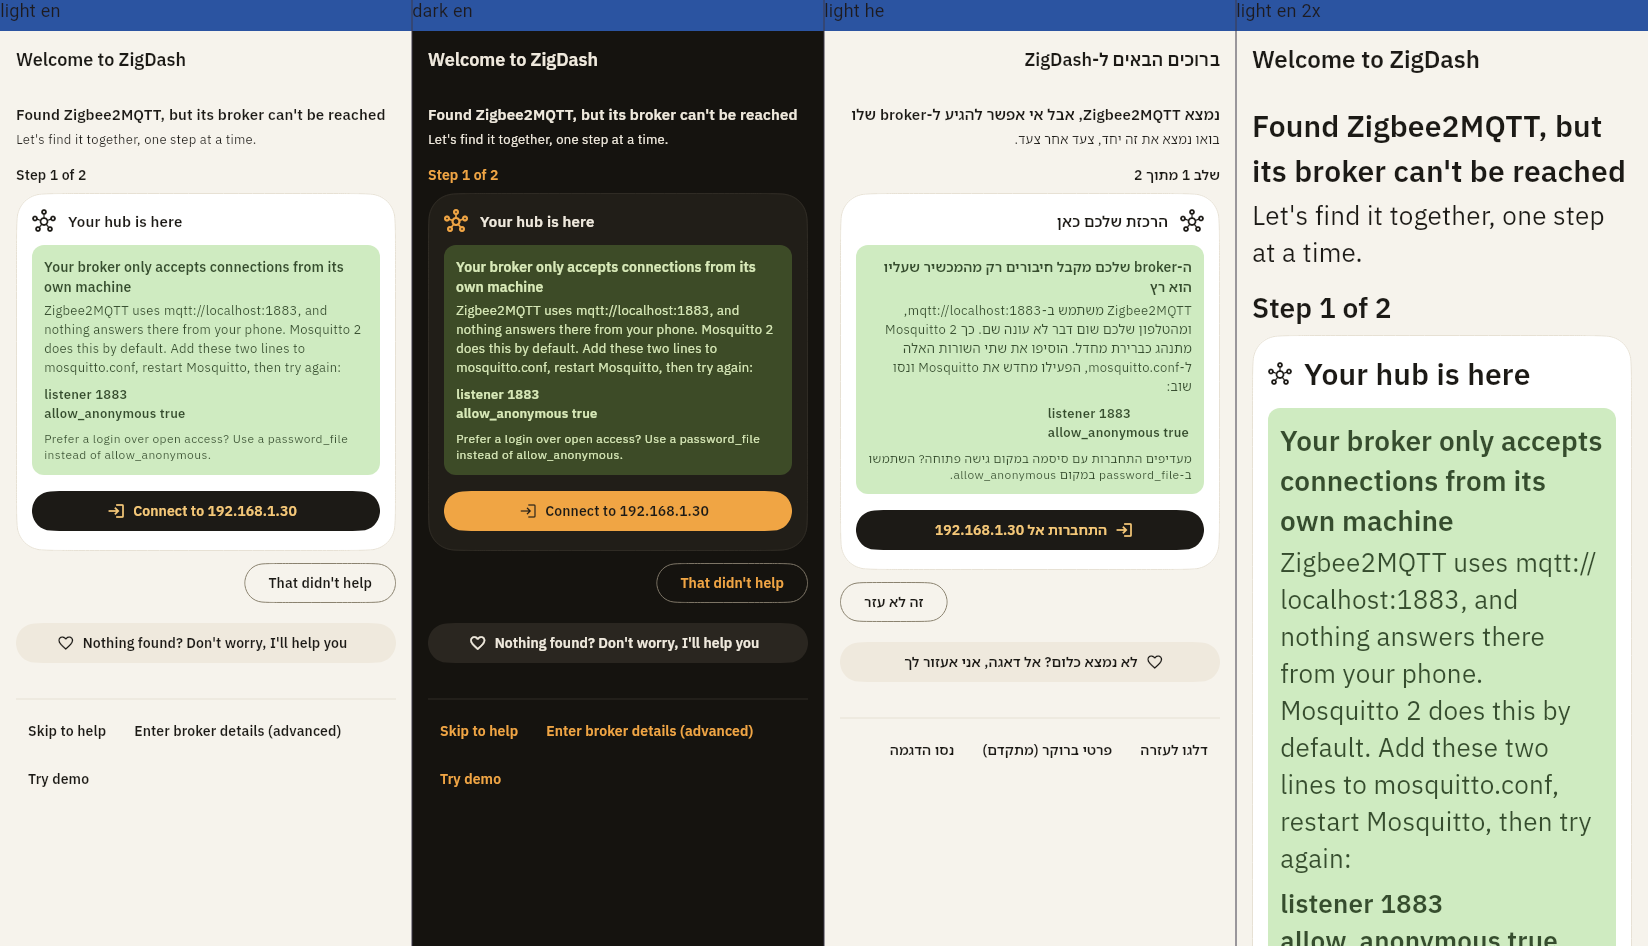 light en
Welcome to ZigDash
Found Zigbee2MQTT, but its broker can't be reached
Let's find it together, one step at a time.
Step 1 of 2
Your hub is here
Your broker only accepts connections from its
own machine
Zigbee2MQTT uses mqtt://localhost:1883, and
nothing answers there from your phone. Mosquitto 2
does this by default. Add these two lines to
mosquitto.conf, restart Mosquitto, then try again:
listener 1883
allow_anonymous true
Prefer a login over open access? Use a password_file
instead of allow_anonymous.
Connect to 192.168.1.30
That didn't help
Nothing found? Don't worry, I'll help you
Skip to help
Enter broker details (advanced)
Try demo
dark en
Welcome to ZigDash
Found Zigbee2MQTT, but its broker can't be reached
Let's find it together, one step at a time.
Step 1 of 2
Your hub is here
Your broker only accepts connections from its
own machine
Zigbee2MQTT uses mqtt://localhost:1883, and
nothing answers there from your phone. Mosquitto 2
does this by default. Add these two lines to
mosquitto.conf, restart Mosquitto, then try again:
listener 1883
allow_anonymous true
Prefer a login over open access? Use a password_file
instead of allow_anonymous.
Connect to 192.168.1.30
That didn't help
Nothing found? Don't worry, I'll help you
Skip to help
Enter broker details (advanced)
Try demo
light he
ברוכים הבאים ל-ZigDash
נמצא Zigbee2MQTT, אבל אי אפשר להגיע ל-broker שלו
בואו נמצא את זה יחד, צעד אחר צעד.
שלב 1 מתוך 2
הרכזת שלכם כאן
ה-broker שלכם מקבל חיבורים רק מהמכשיר שעליו
הוא רץ
Zigbee2MQTT משתמש ב-mqtt://localhost:1883,
ומהטלפון שלכם שום דבר לא עונה שם. כך Mosquitto 2
מתנהג כברירת מחדל. הוסיפו את שתי השורות האלה
ל-mosquitto.conf, הפעילו מחדש את Mosquitto ונסו
שוב:
listener 1883
allow_anonymous true
מעדיפים התחברות עם סיסמה במקום גישה פתוחה? השתמשו
ב-password_file במקום allow_anonymous.
התחברות אל 192.168.1.30
זה לא עזר
לא נמצא כלום? אל דאגה, אני אעזור לך
דלגו לעזרה
פרטי ברוקר (מתקדם)
נסו הדגמה
light en 2x
Welcome to ZigDash
Found Zigbee2MQTT, but
its broker can't be reached
Let's find it together, one step
at a time.
Step 1 of 2
Your hub is here
Your broker only accepts
connections from its
own machine
Zigbee2MQTT uses mqtt://
localhost:1883, and
nothing answers there
from your phone.
Mosquitto 2 does this by
default. Add these two
lines to mosquitto.conf,
restart Mosquitto, then try
again:
listener 1883
allow_anonymous true